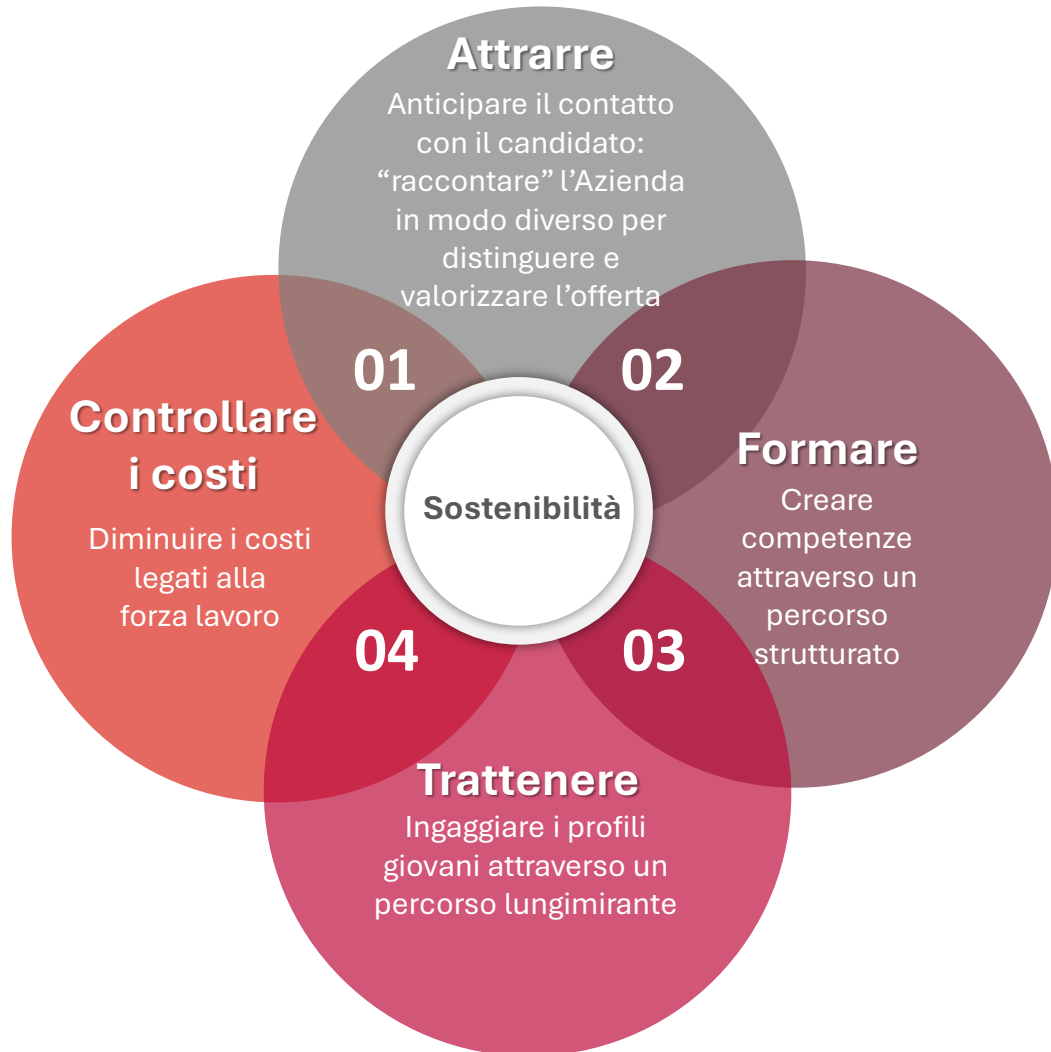 Attrarre
Anticipare il contatto
con il candidato:
“raccontare” l’Azienda
in modo diverso per
distinguere e
valorizzare l’offerta
01
02
Controllare
i costi
Diminuire i costi
legati alla
forza lavoro
Sostenibilità
Formare
Creare
competenze
attraverso un
percorso
strutturato
04
03
Trattenere
Ingaggiare i profili
giovani attraverso un
percorso lungimirante